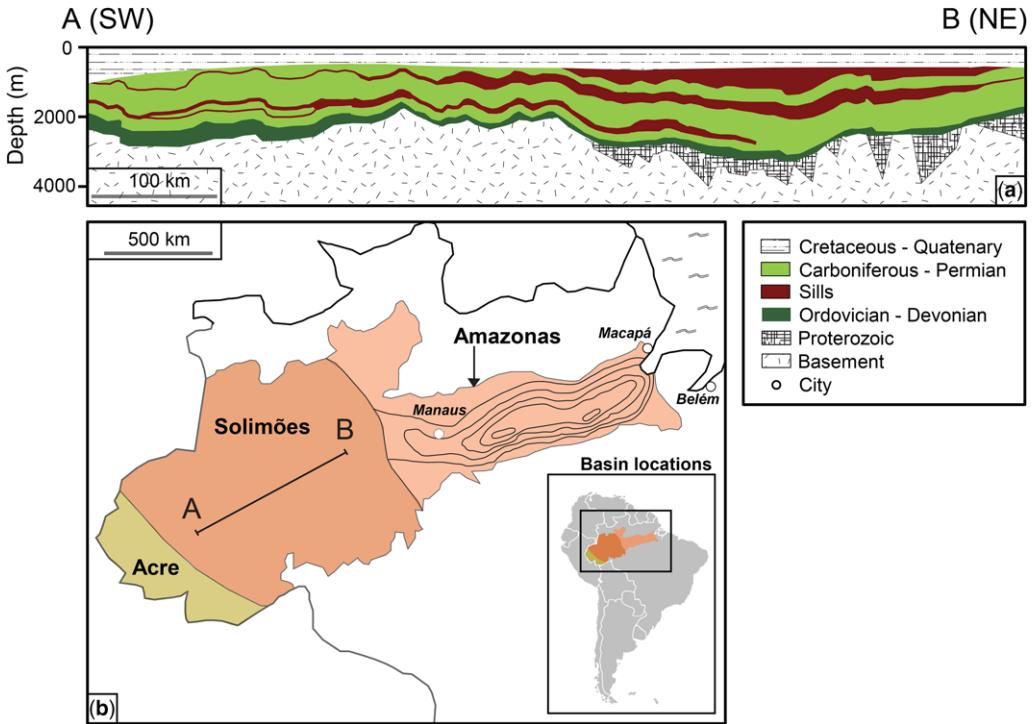 A (SW)
B (NE)
0
2000
4000
Depth (m)
100 km
(a)
500 km
Amazonas
Macapá
Belém
Manaus
Solimões
B
A
Acre
Basin locations
(b)
Cretaceous - Quatenary
Carboniferous - Permian
Sills
Ordovician - Devonian
Proterozoic
Basement
City